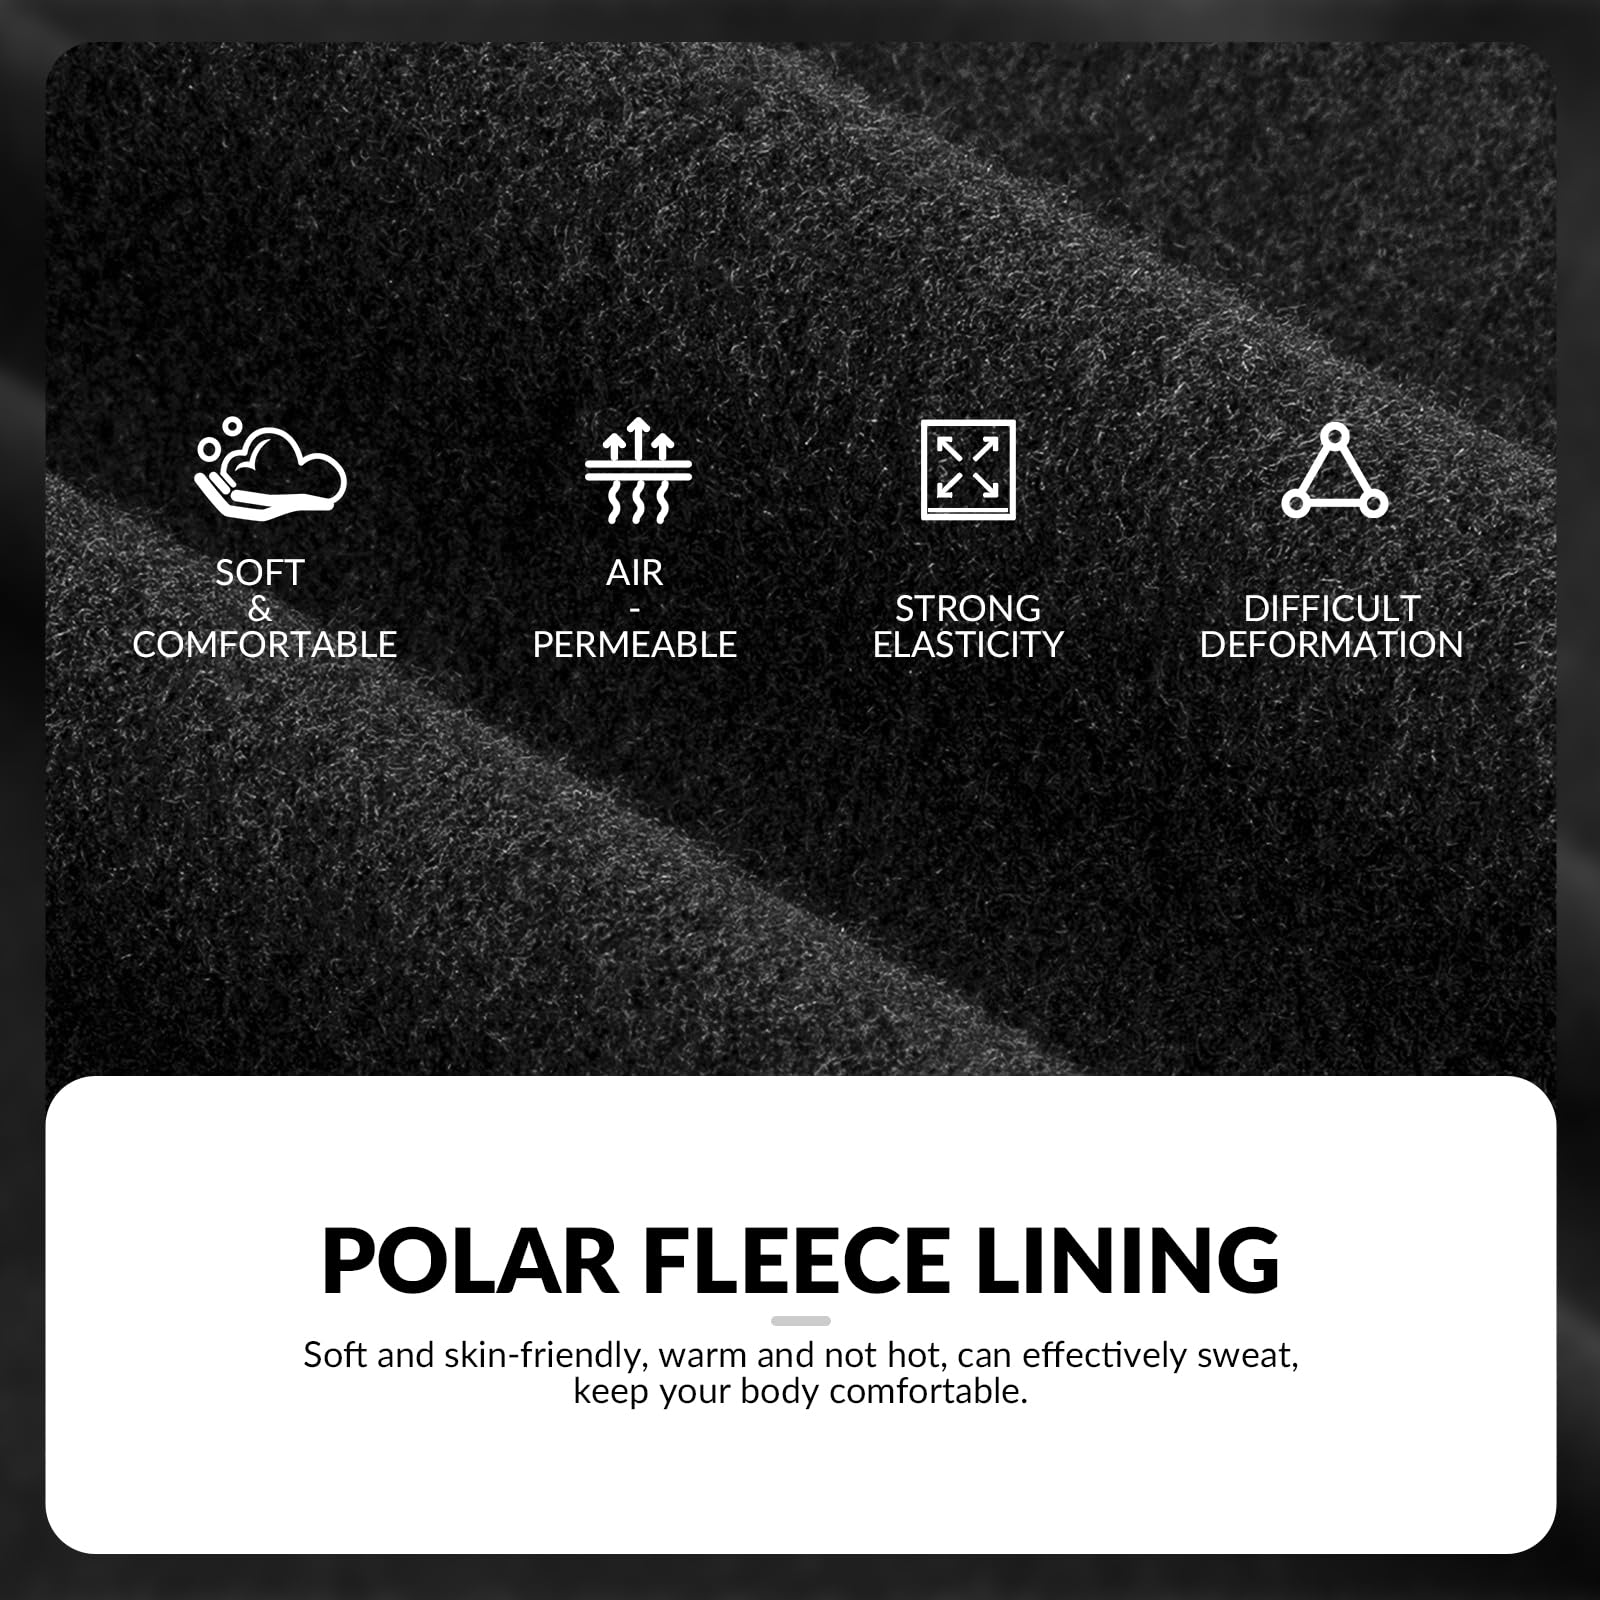 SOFT
&
COMFORTABLE
AIR
-
PERMEABLE
STRONG
ELASTICITY
DIFFICULT
DEFORMATION
POLAR FLEECE LINING
Soft and skin-friendly, warm and not hot, can effectively sweat,
keep your body comfortable.